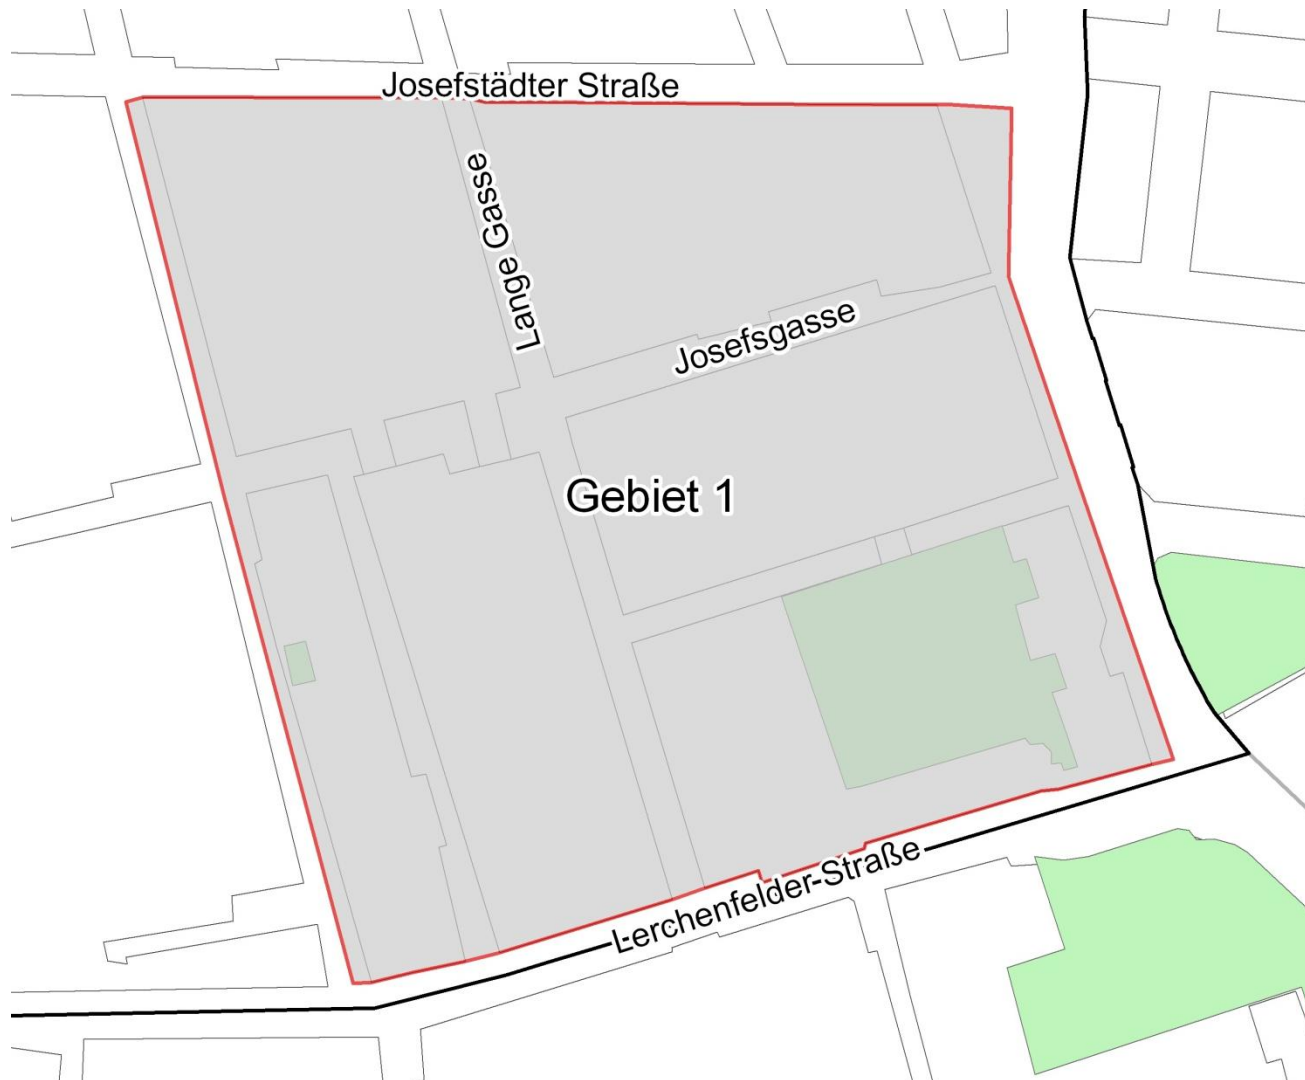 Josefstädter Straße
Lange Gasse
Josefsgasse
Gebiet 1
Lerchenfelder-Straße